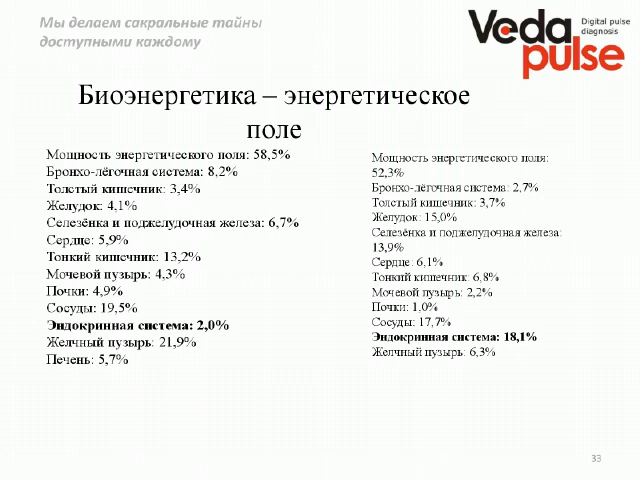 Мы делаем сакральные тайны
доступными каждому
Veda
pulse
Digital pulse
diagnosis
Биоэнергетика – энергетическое
поле
Мощность энергетического поля: 58,5%
Бронхо-лёгочная система: 8,2%
Толстый кишечник: 3,4%
Желудок: 4,1%
Селезёнка и поджелудочная железа: 6,7%
Сердце: 5,9%
Тонкий кишечник: 13,2%
Мочевой пузырь: 4,3%
Почки: 4,9%
Сосуды: 19,5%
Эндокринная система: 2,0%
Желчный пузырь: 21,9%
Печень: 5,7%
Мощность энергетического поля:
52,3%
Бронхо-лёгочная система: 2,7%
Толстый кишечник: 3,7%
Желудок: 15,0%
Селезёнка и поджелудочная железа:
13,9%
Сердце: 6,1%
Тонкий кишечник: 6,8%
Мочевой пузырь: 2,2%
Почки: 1,0%
Сосуды: 17,7%
Эндокринная система: 18,1%
Желчный пузырь: 6,3%
33